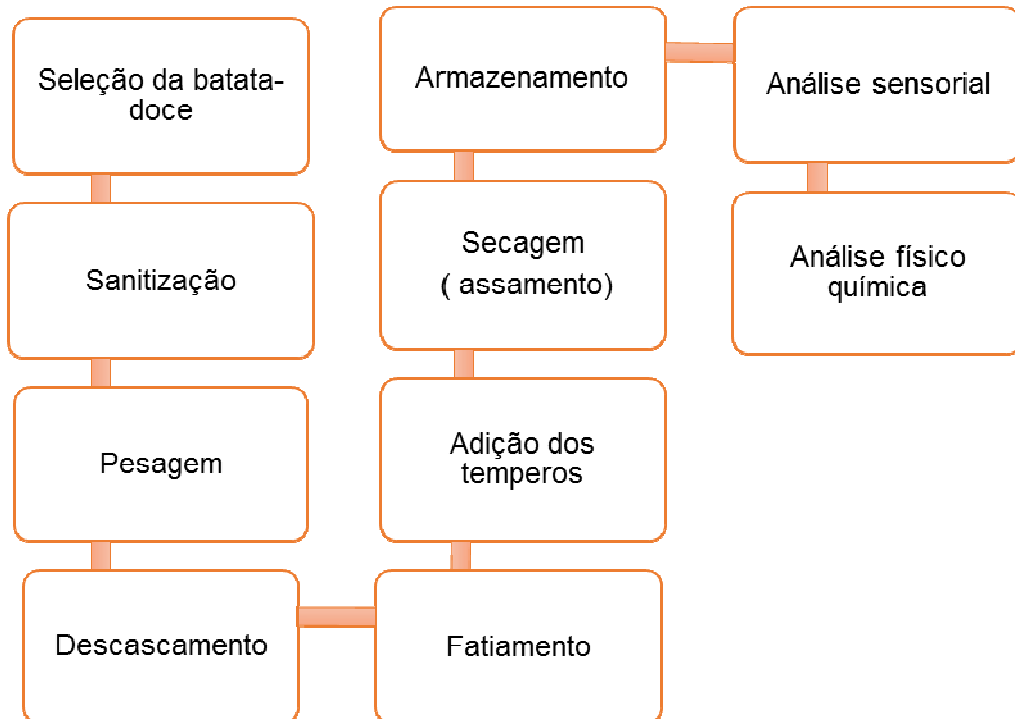 Seleção da batata-
doce
Sanitização
Pesagem
Descascamento
Fatiamento
Adição dos
temperos
Secagem
( assamento)
Armazenamento
Análise sensorial
Análise físico
química